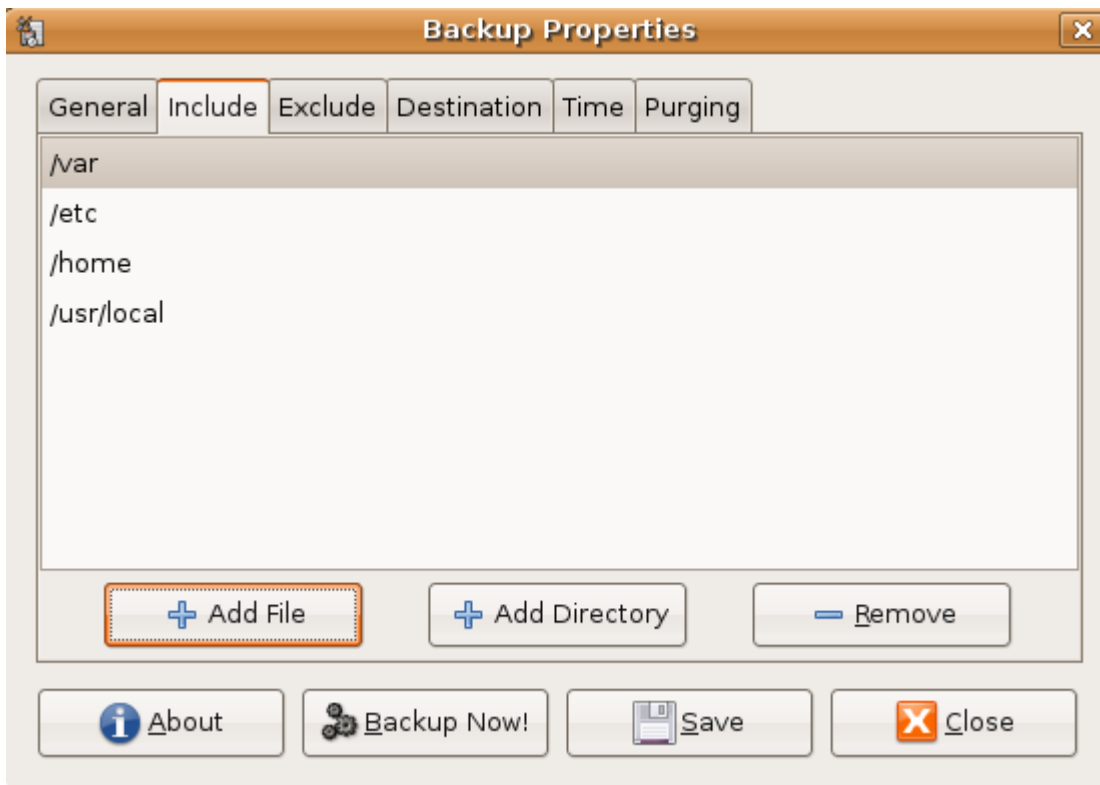 Backup Properties
General Include Exclude Destination Time Purging
/var
/etc
/home
/usr/local
Add File Add Directory Remove
About Backup Now! Save Close